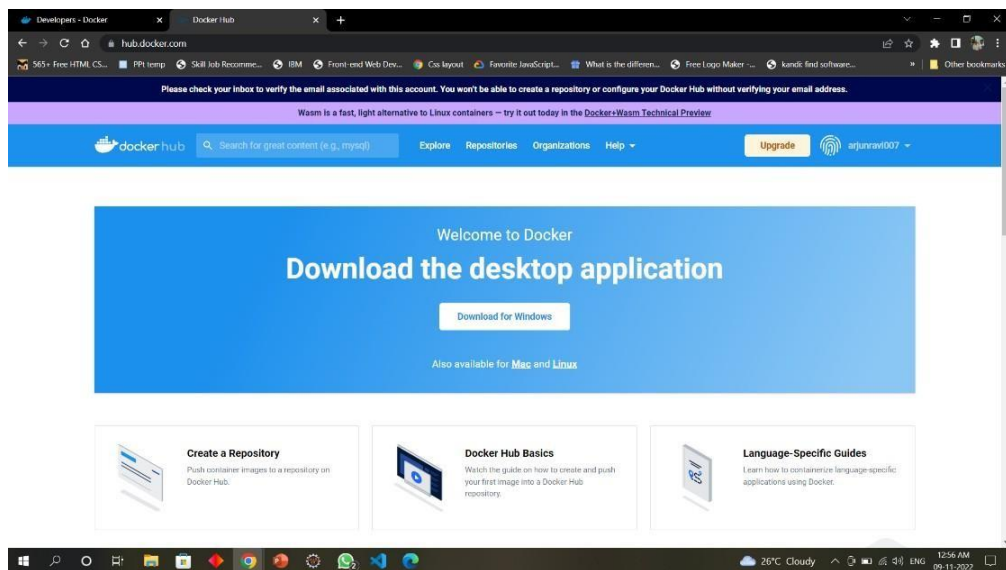 Developers - Docker
Docker Hub
hub.docker.com
565+ Free HTML CS...
PPt temp
Skill Job Recomme...
IBM
Front-end Web Dev...
Css layout
Favorite JavaScript...
What is the differen...
Free Logo Maker -...
kandi: find software...
Other bookmarks
Please check your inbox to verify the email associated with this account. You won't be able to create a repository or configure your Docker Hub without verifying your email address.
Wasm is a fast, light alternative to Linux containers — try it out today in the Docker+Wasm Technical Preview
dockerhub
Search for great content (e.g., mysql)
Explore
Repositories
Organizations
Help
Upgrade
arjunravi007
Welcome to Docker
Download the desktop application
Download for Windows
Also available for Mac and Linux
Create a Repository
Push container images to a repository on
Docker Hub.
Docker Hub Basics
Watch the guide on how to create and push
your first image into a Docker Hub
repository.
Language-Specific Guides
Learn how to containerize language-specific
applications using Docker.
26°C Cloudy
ENG
12:56 AM
09-11-2022